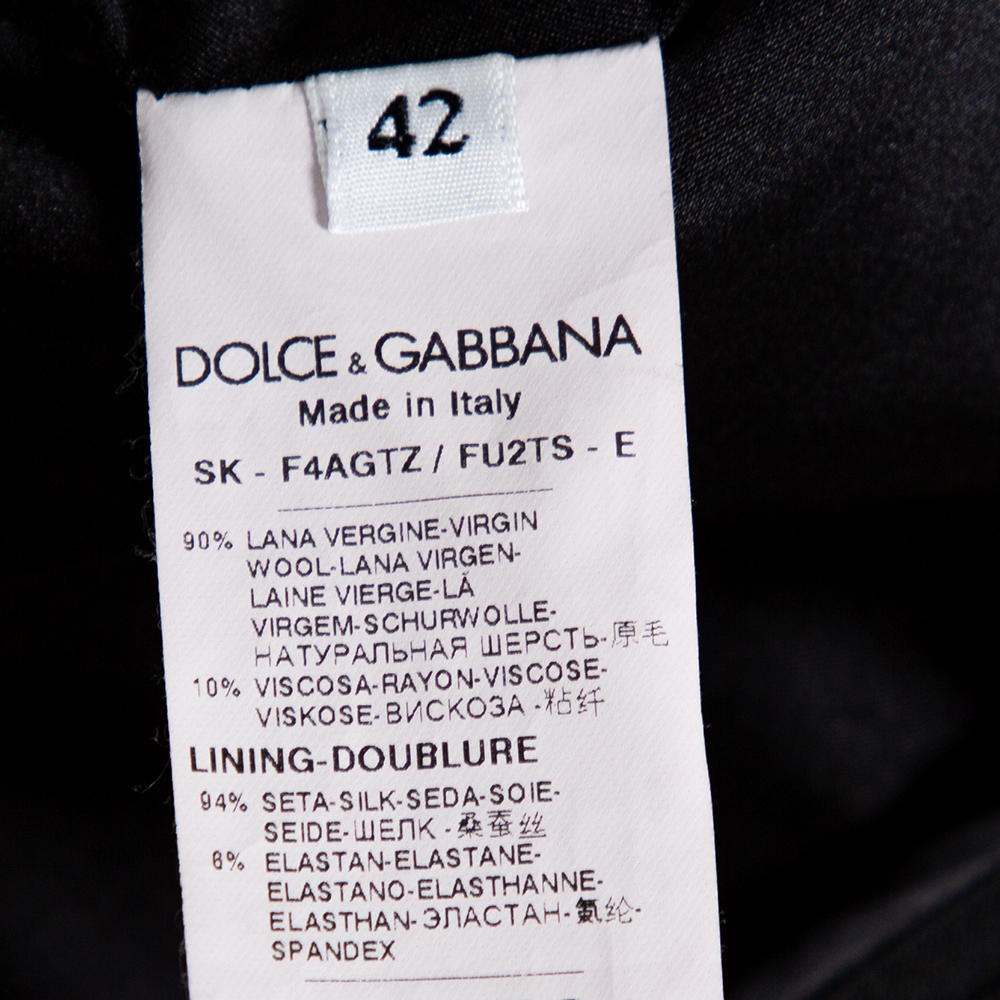 42
DOLCE & GABBANA
Made in Italy
SK - F4AGTZ / FU2TS - E
90% LANA VERGINE-VIRGIN
WOOL-LANA VIRGEN-
LAINE VIERGE-LÃ
VIRGEM-SCHURWOLLE-
НАТУРАЛЬНАЯ ШЕРСТЬ-原毛
10% VISCOSA-RAYON-VISCOSE-
VISKOSE-ВИСКОЗА -粘纤
LINING-DOUBLURE
94% SETA-SILK-SEDA-SOIE-
SEIDE-ШЕЛК -桑蚕丝
6% ELASTAN-ELASTANE-
ELASTANO-ELASTHANNE-
ELASTHAN-ЭЛАСТАН-氨纶-
SPANDEX